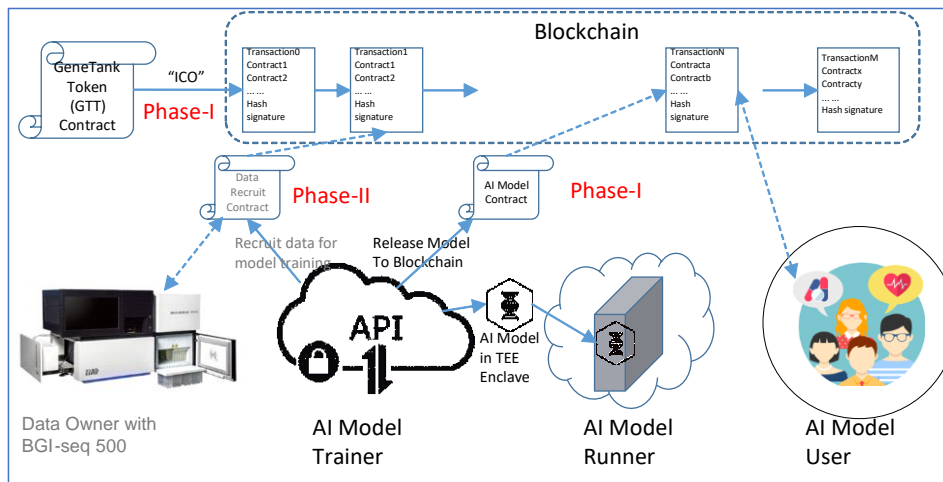 Blockchain
GeneTank
Token
(GTT)
Contract
“ICO”
Phase-I
Transaction0
Contract1
Contract2
... ...
Hash
signature
Transaction1
Contract1
Contract2
... ...
Hash
signature
TransactionN
Contracta
Contractb
... ...
Hash
signature
TransactionM
Contractx
Contracty
... ...
Hash signature
Data
Recruit
Contract
Phase-II
AI Model
Contract
Phase-I
Recruit data for
model training
Release Model
To Blockchain
API
AI Model
in TEE
Enclave
Data Owner with
BGI-seq 500
AI Model
Trainer
AI Model
Runner
AI Model
User